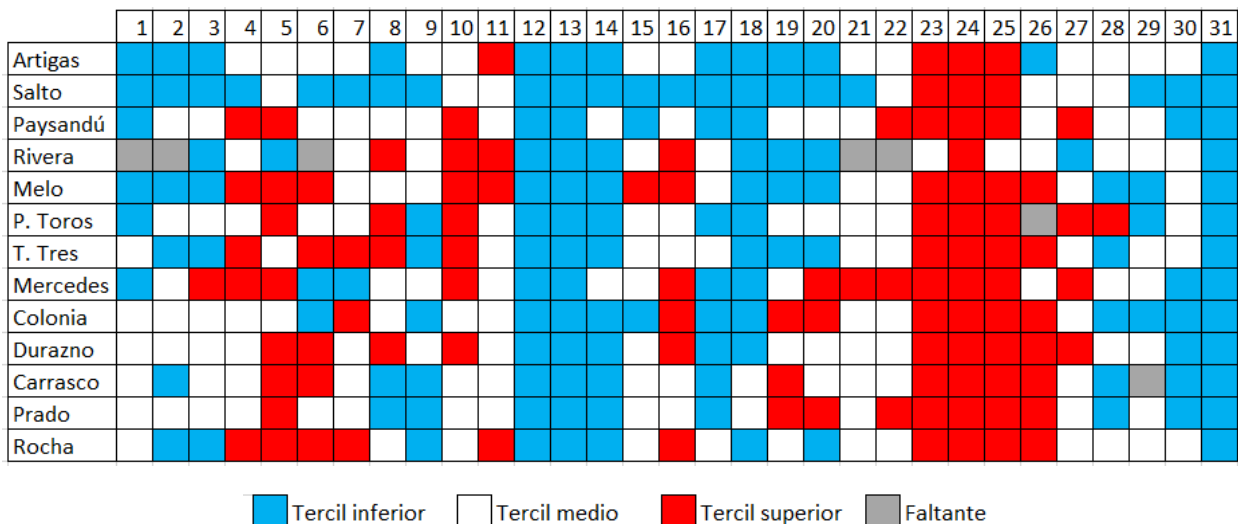 1 2 3 4 5 6 7 8 9 10 11 12 13 14 15 16 17 18 19 20 21 22 23 24 25 26 27 28 29 30 31
Artigas
Salto
Paysandú
Rivera
Melo
P. Toros
T. Tres
Mercedes
Colonia
Durazno
Carrasco
Prado
Rocha
Tercil inferior Tercil medio Tercil superior Faltante